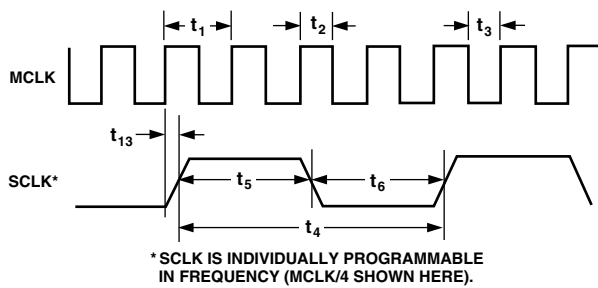 t1
t2
t3
MCLK
t13
SCLK*
t5
t6
t4
* SCLK IS INDIVIDUALLY PROGRAMMABLE
IN FREQUENCY (MCLK/4 SHOWN HERE).